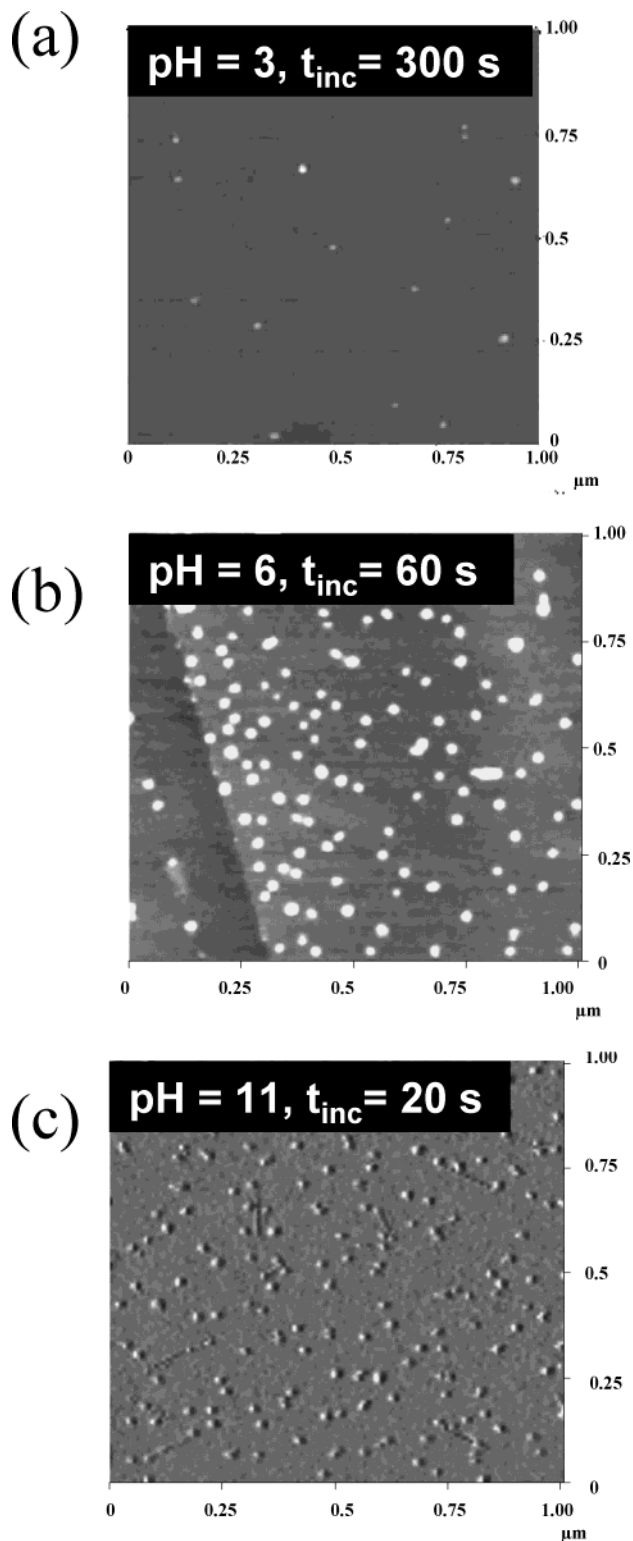 (a)
pH = 3, tinc= 300 s
1.00
0.75
0.5
0.25
0
0 0.25 0.5 0.75 1.00
µm
(b)
pH = 6, tinc= 60 s
1.00
0.75
0.5
0.25
0
0 0.25 0.5 0.75 1.00
µm
(c)
pH = 11, tinc= 20 s
1.00
0.75
0.5
0.25
0
0 0.25 0.5 0.75 1.00
µm